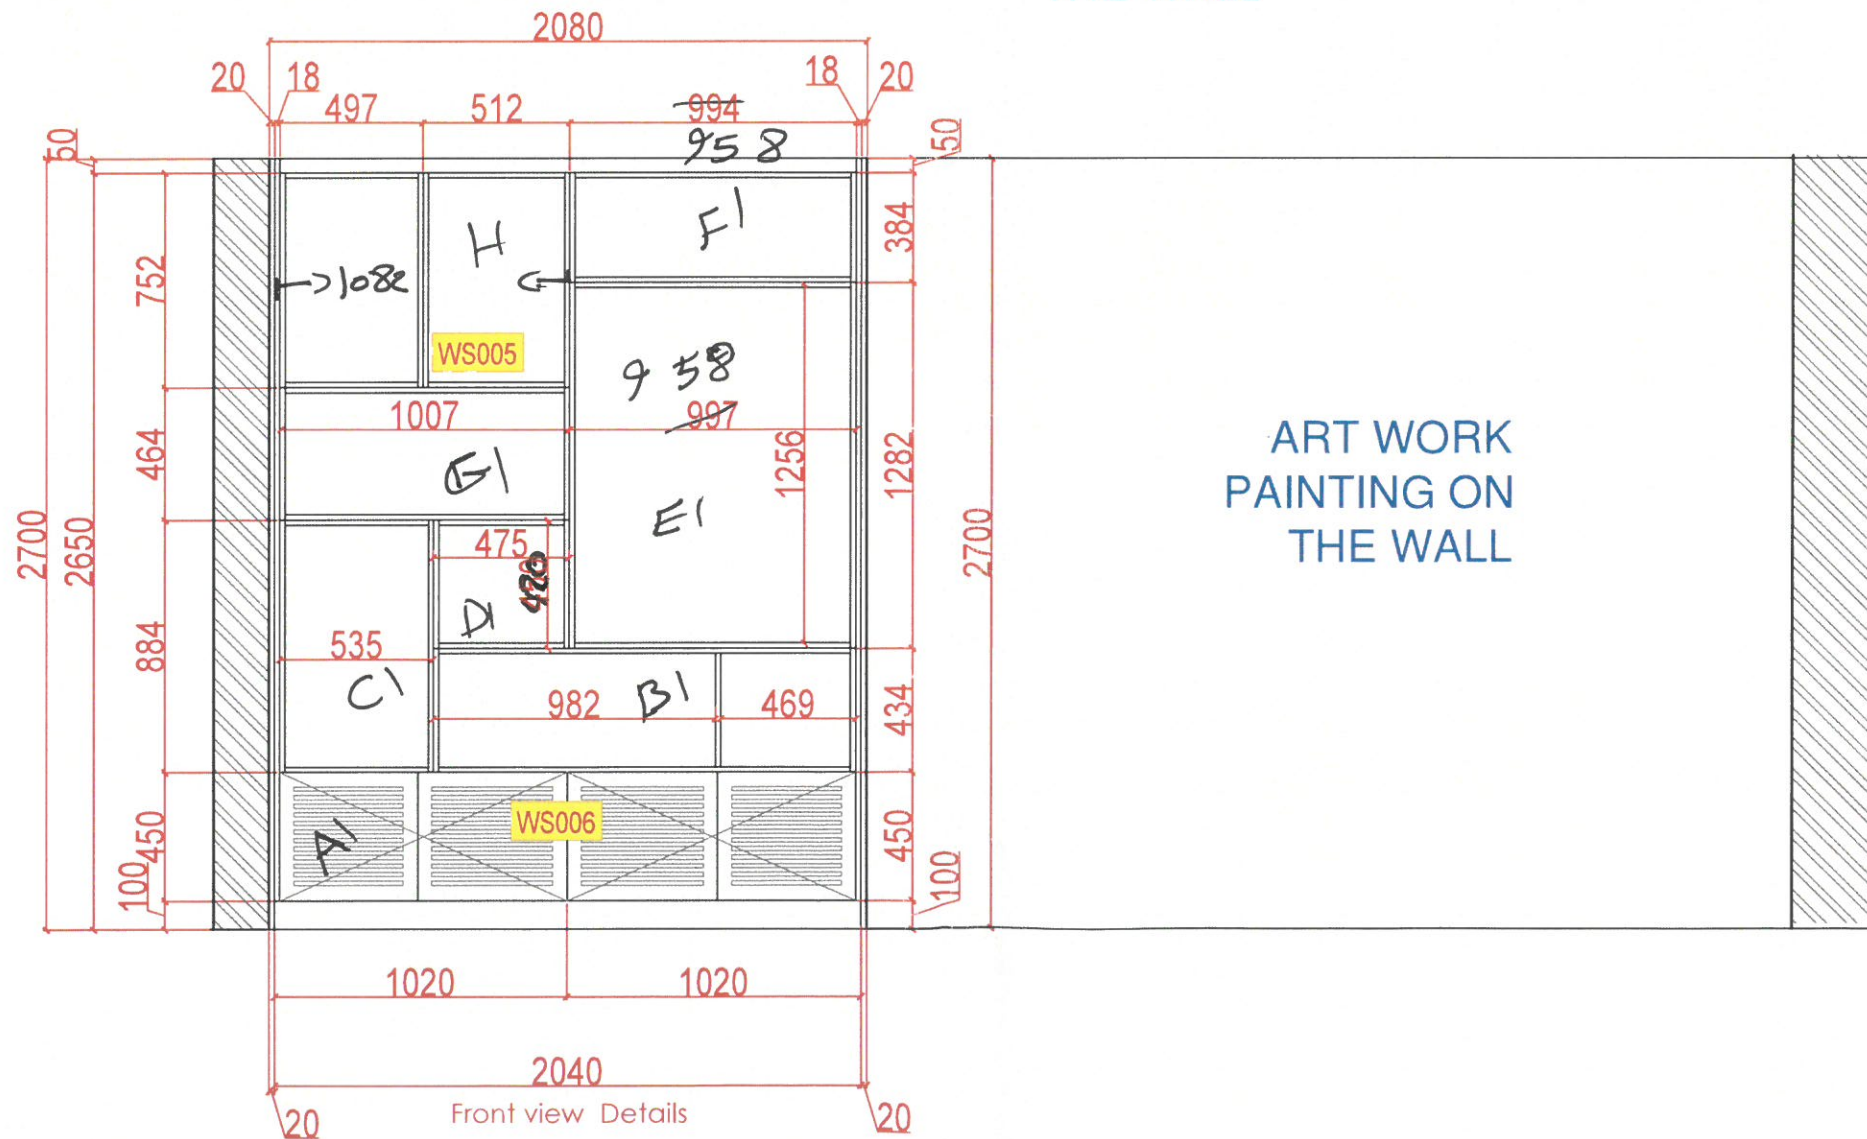 2080
20 18 18 20
497 512 994
958
50 50
H F1
384
752
1082
WS005
958
1007 997
464
1256
1282
G1
E1
ART WORK
PAINTING ON
THE WALL
2700 2650 2700
475
420
D1
884
535
C1
982 B1 469
434
WS006
A1
450 450
100 100
1020 1020
2040
Front view Details
20 20